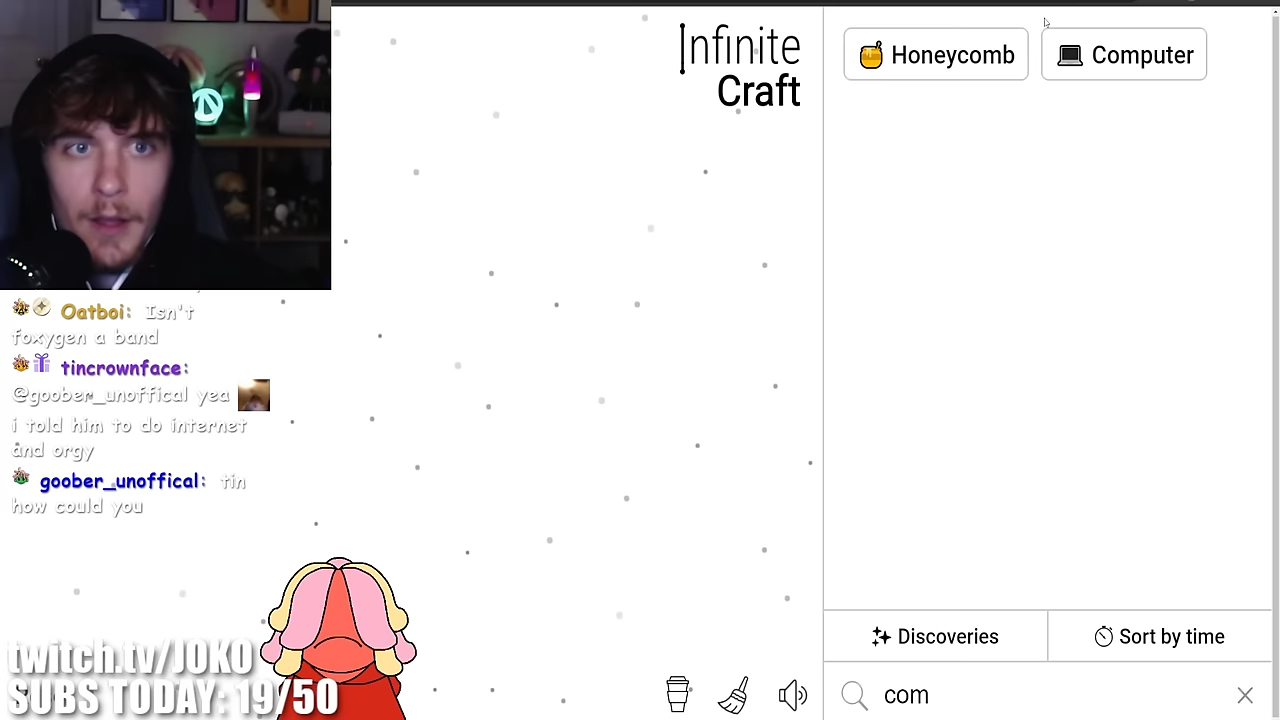 Infinite
Craft
Honeycomb
Computer
Oatboi: Isn't
foxygen a band
tincrownface:
@goober_unoffical yea
i told him to do internet
and orgy
goober_unoffical: tin
how could you
twitch.tv/JOKO
SUBS TODAY: 19/50
Discoveries
Sort by time
com